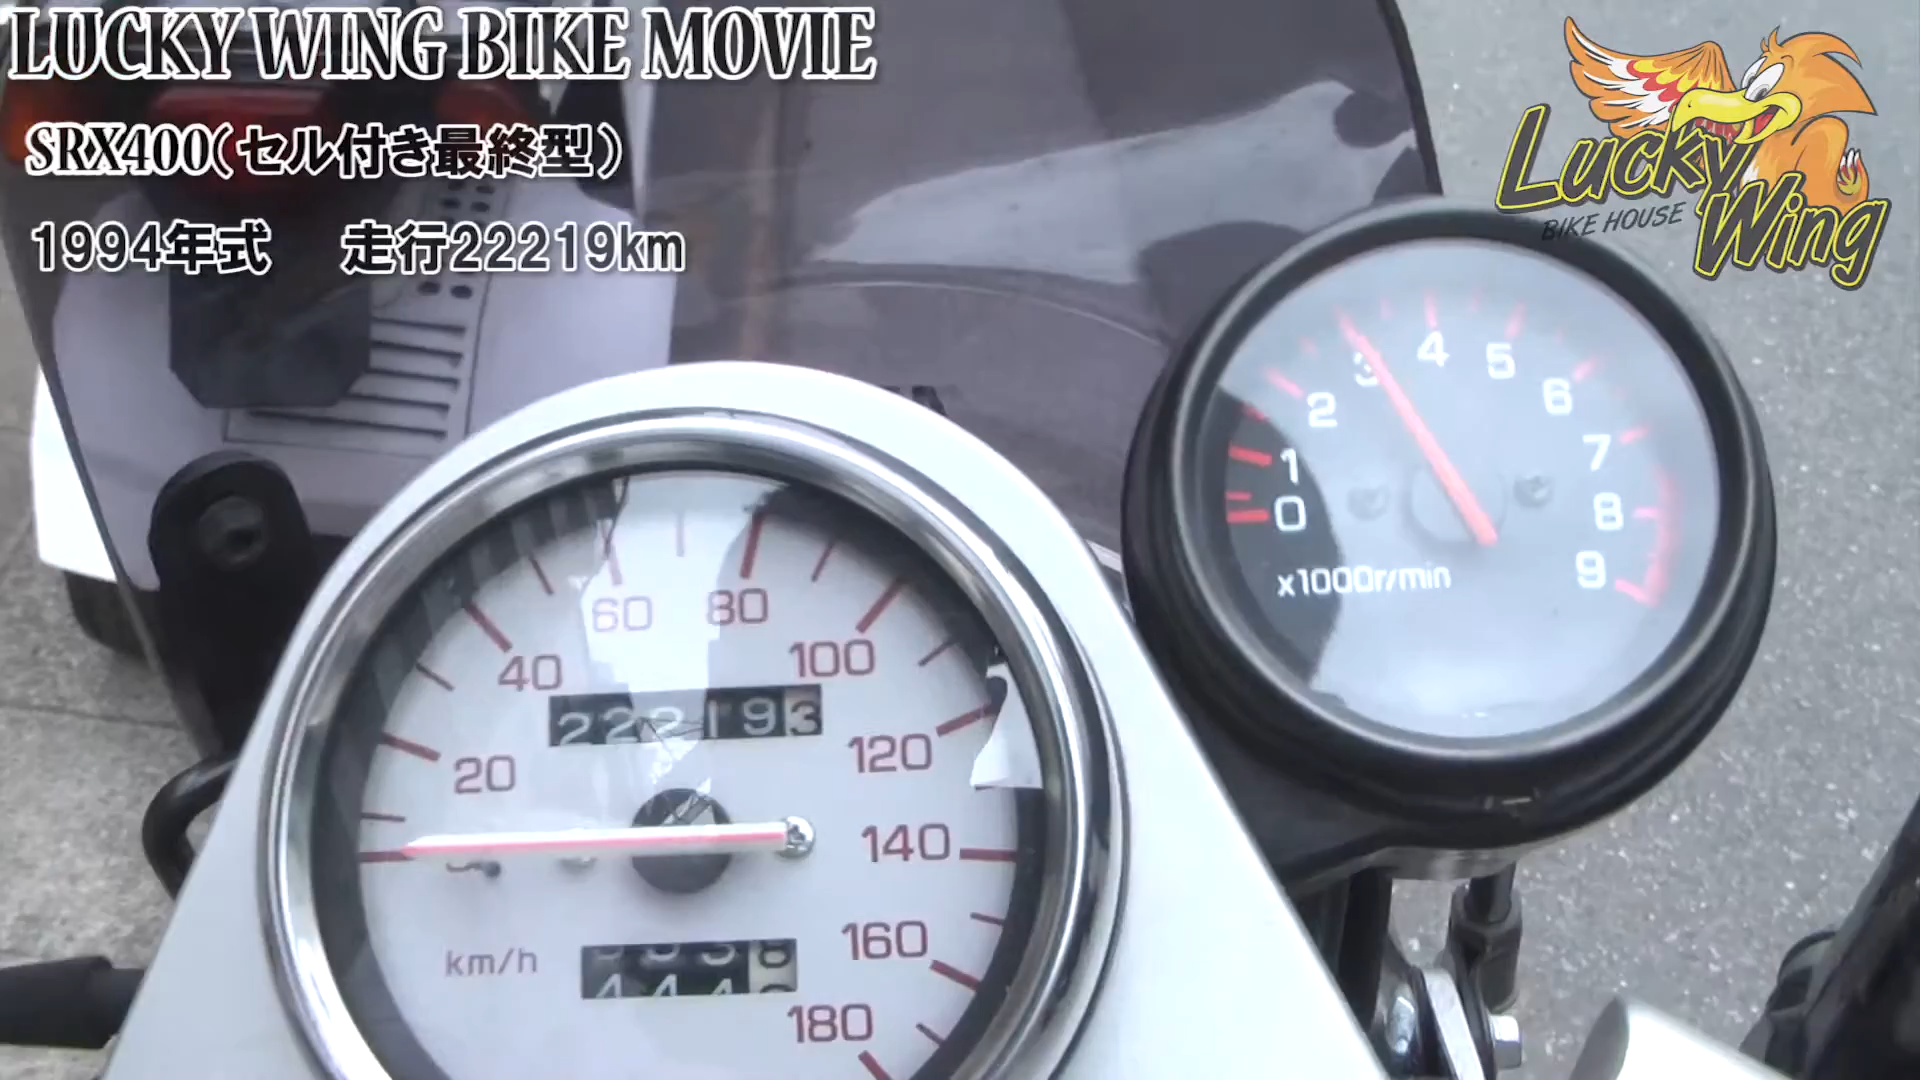 LUCKY WING BIKE MOVIE
SRX400(セル付き最終型)
1994年式 走行22219km
Lucky
BIKE HOUSE
Wing
0
1
2
3
4
5
6
7
8
9
x1000r/min
20
40
60
80
100
120
140
160
180
222193
km/h